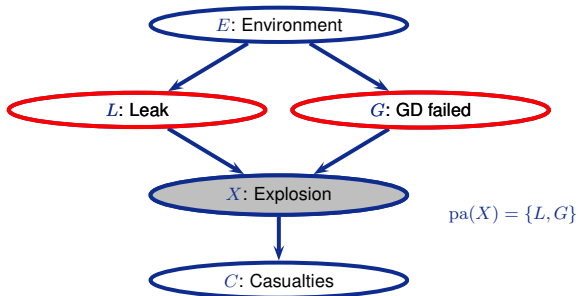 E: Environment
L: Leak
G: GD failed
X: Explosion
pa(X) = {L, G}
C: Casualties